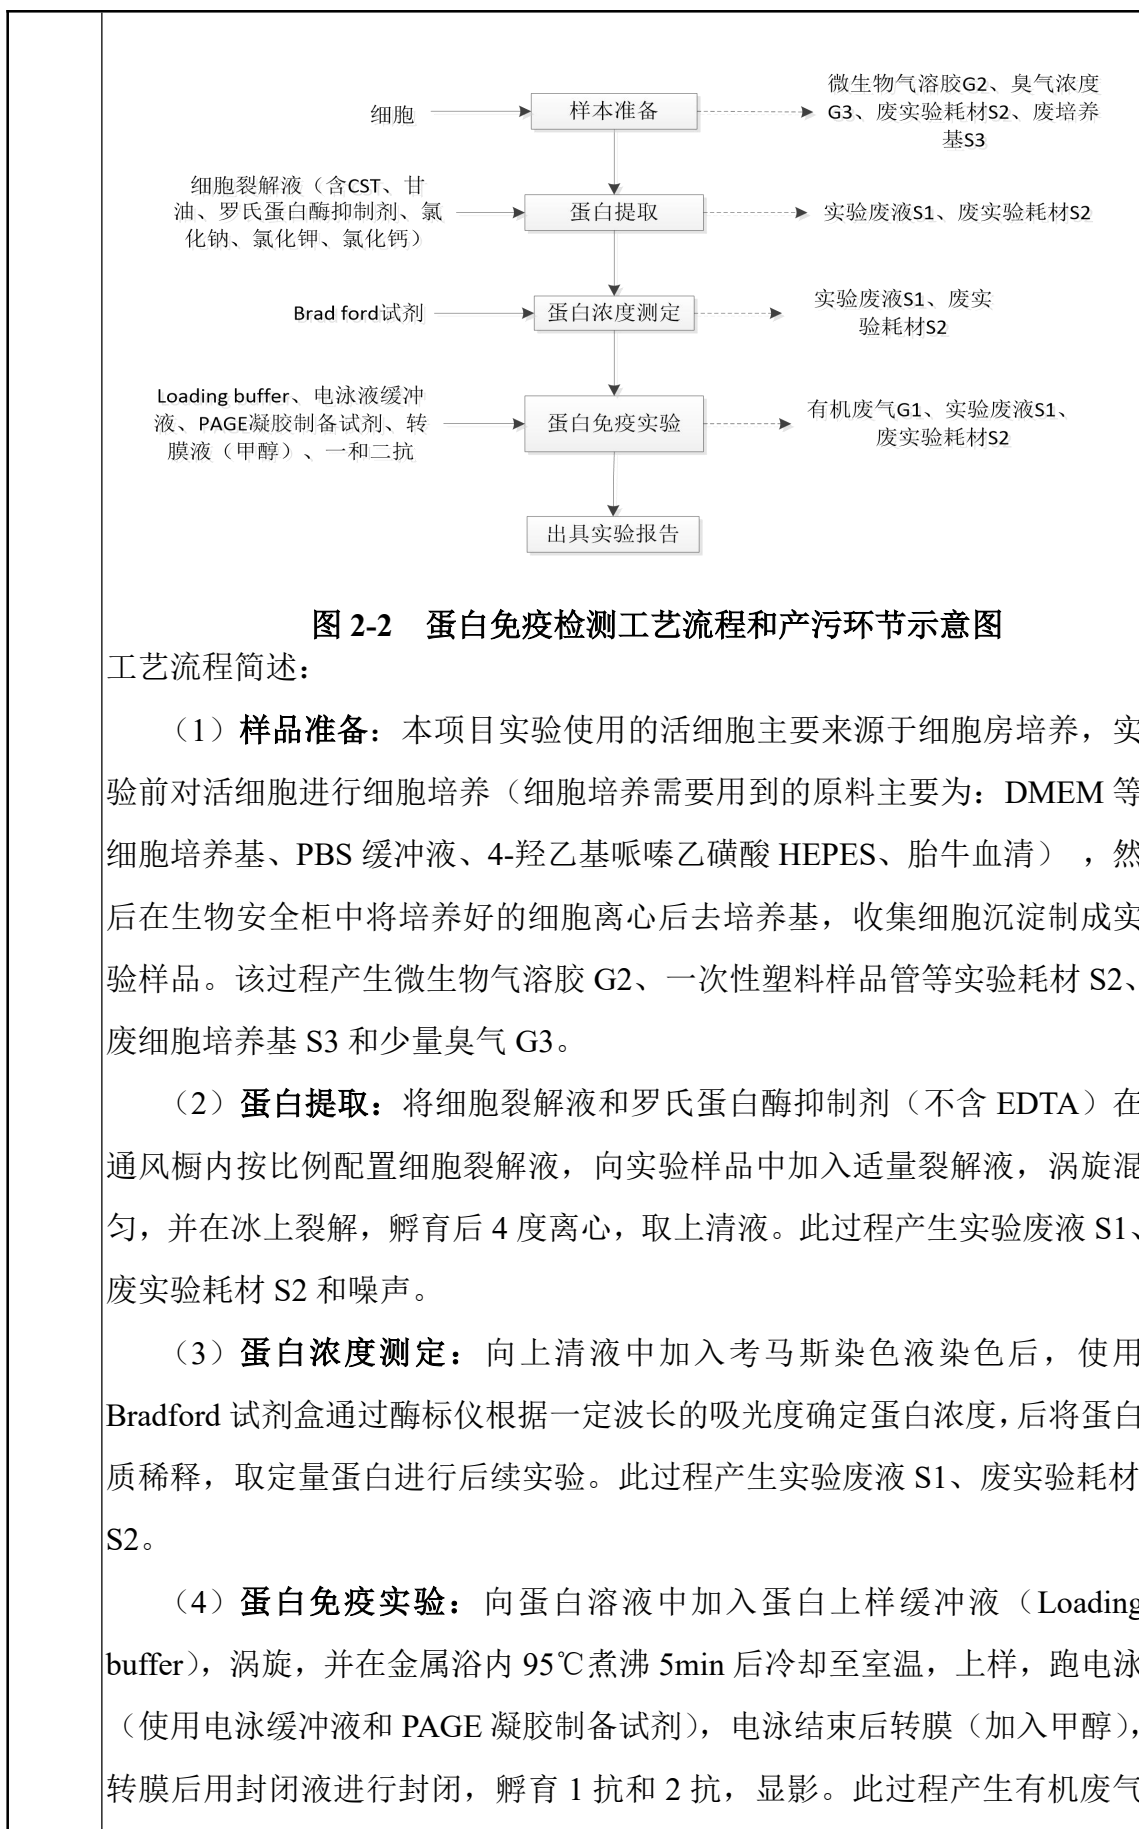 细胞
样本准备
微生物气溶胶G2、臭气浓度
G3、废实验耗材S2、废培养
基S3
细胞裂解液（含CST、甘
油、罗氏蛋白酶抑制剂、氯
化钠、氯化钾、氯化钙）
蛋白提取
实验废液S1、废实验耗材S2
Brad ford试剂
蛋白浓度测定
实验废液S1、废实
验耗材S2
Loading buffer、电泳液缓冲
液、PAGE凝胶制备试剂、转
膜液（甲醇）、一和二抗
蛋白免疫实验
有机废气G1、实验废液S1、
废实验耗材S2
出具实验报告
图 2-2 蛋白免疫检测工艺流程和产污环节示意图
工艺流程简述：
（1）样品准备：本项目实验使用的活细胞主要来源于细胞房培养，实
验前对活细胞进行细胞培养（细胞培养需要用到的原料主要为：DMEM 等
细胞培养基、PBS 缓冲液、4-羟乙基哌嗪乙磺酸 HEPES、胎牛血清） ，然
后在生物安全柜中将培养好的细胞离心后去培养基，收集细胞沉淀制成实
验样品。该过程产生微生物气溶胶 G2、一次性塑料样品管等实验耗材 S2、
废细胞培养基 S3 和少量臭气 G3。
（2）蛋白提取：将细胞裂解液和罗氏蛋白酶抑制剂（不含 EDTA）在
通风橱内按比例配置细胞裂解液，向实验样品中加入适量裂解液，涡旋混
匀，并在冰上裂解，孵育后 4 度离心，取上清液。此过程产生实验废液 S1、
废实验耗材 S2 和噪声。
（3）蛋白浓度测定：向上清液中加入考马斯染色液染色后，使用
Bradford 试剂盒通过酶标仪根据一定波长的吸光度确定蛋白浓度，后将蛋白
质稀释，取定量蛋白进行后续实验。此过程产生实验废液 S1、废实验耗材
S2。
（4）蛋白免疫实验：向蛋白溶液中加入蛋白上样缓冲液（Loading
buffer），涡旋，并在金属浴内 95℃煮沸 5min 后冷却至室温，上样，跑电泳
（使用电泳缓冲液和 PAGE 凝胶制备试剂），电泳结束后转膜（加入甲醇），
转膜后用封闭液进行封闭，孵育 1 抗和 2 抗，显影。此过程产生有机废气